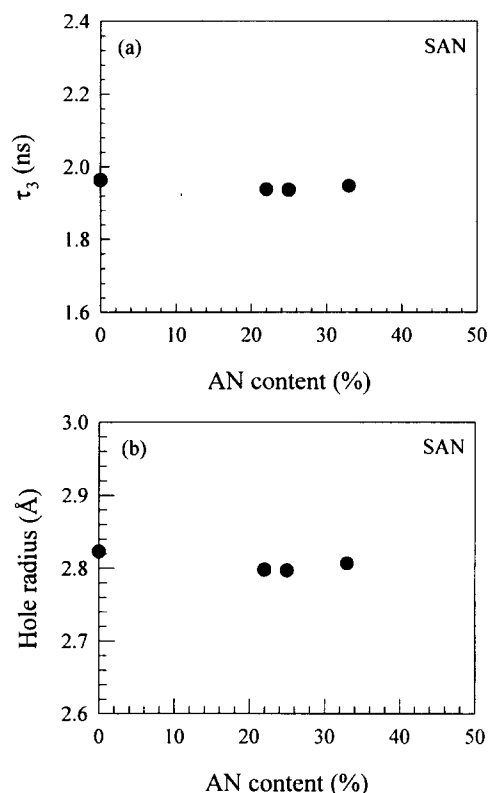 2.4
(a)
SAN
2.2
τ₃ (ns)
2.0
1.8
1.6
0 10 20 30 40 50
AN content (%)
3.0
(b)
SAN
2.9
Hole radius (Å)
2.8
2.7
2.6
0 10 20 30 40 50
AN content (%)